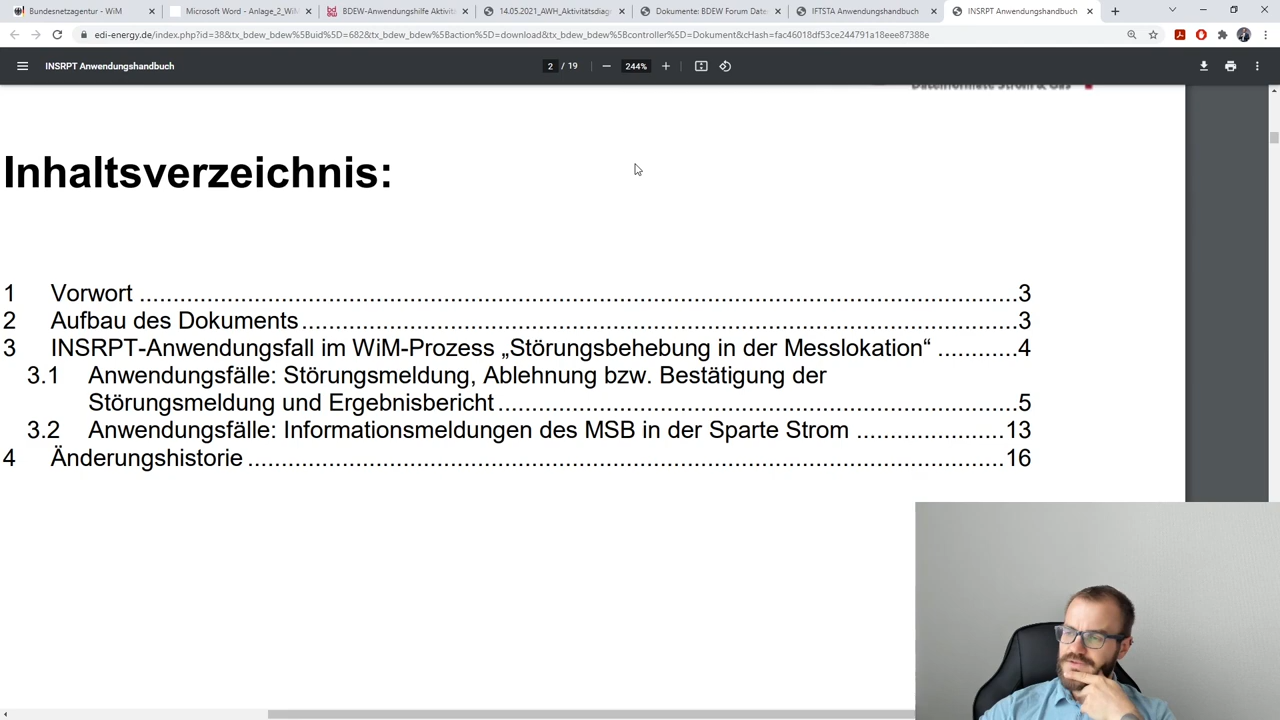 Bundesnetzagentur - WiM
Microsoft Word - Anlage_2_WiM
BDEW-Anwendungshilfe Aktivitä
14.05.2021_AWH_Aktivitätsdiag
Dokumente: BDEW Forum Date
IFTSTA Anwendungshandbuch
INSRPT Anwendungshandbuch
edi-energy.de/index.php?id=38&tx_bdew_bdew%5Buid%5D=682&tx_bdew_bdew%5Baction%5D=download&tx_bdew_bdew%5Bcontroller%5D=Dokument&cHash=fac46018df53ce244791a18eee87388e
INSRPT Anwendungshandbuch
2 / 19
244%
Datenformate Strom & Gas
Inhaltsverzeichnis:
1 Vorwort 3
2 Aufbau des Dokuments 3
3 INSRPT-Anwendungsfall im WiM-Prozess „Störungsbehebung in der Messlokation“ 4
3.1 Anwendungsfälle: Störungsmeldung, Ablehnung bzw. Bestätigung der
Störungsmeldung und Ergebnisbericht 5
3.2 Anwendungsfälle: Informationsmeldungen des MSB in der Sparte Strom 13
4 Änderungshistorie 16